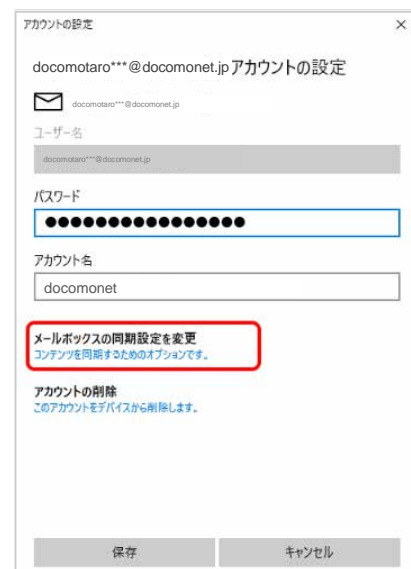 アカウントの設定
docomotaro***@docomonet.jpアカウントの設定
docomotaro***@docomonet.jp
ユーザー名
docomotaro***@docomonet.jp
パスワード
●●●●●●●●●●●●●●●●
アカウント名
docomonet
メールボックスの同期設定を変更
コンテンツを同期するためのオプションです。
アカウントの削除
このアカウントをデバイスから削除します。
保存 キャンセル